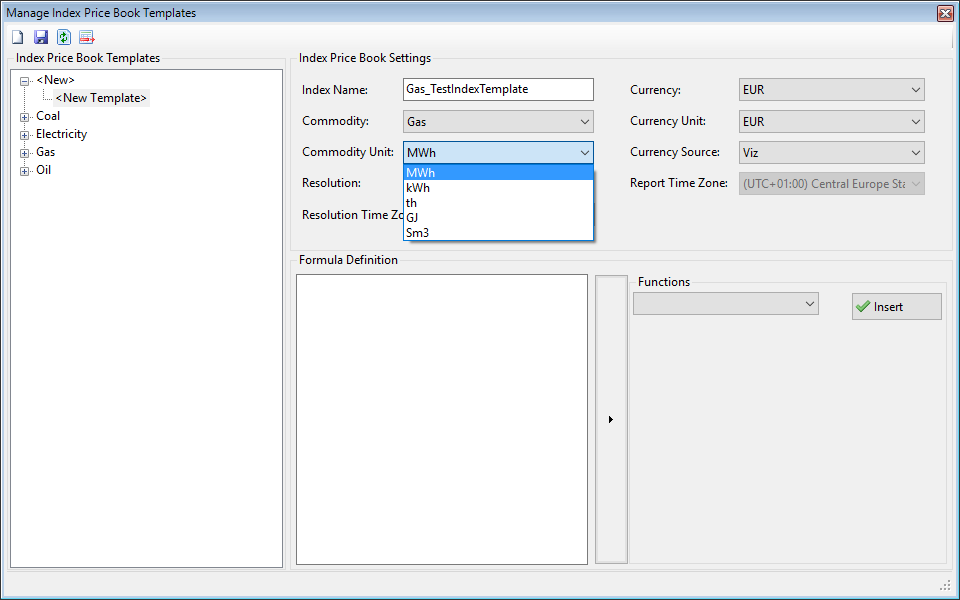 Manage Index Price Book Templates
Index Price Book Templates
<New>
<New Template>
Coal
Electricity
Gas
Oil
Index Price Book Settings
Index Name: Gas_TestIndexTemplate
Commodity: Gas
Commodity Unit: MWh
MWh
kWh
th
GJ
Sm3
Resolution:
Resolution Time Zo
Currency: EUR
Currency Unit: EUR
Currency Source: Viz
Report Time Zone: (UTC+01:00) Central Europe Sta
Formula Definition
Functions
Insert